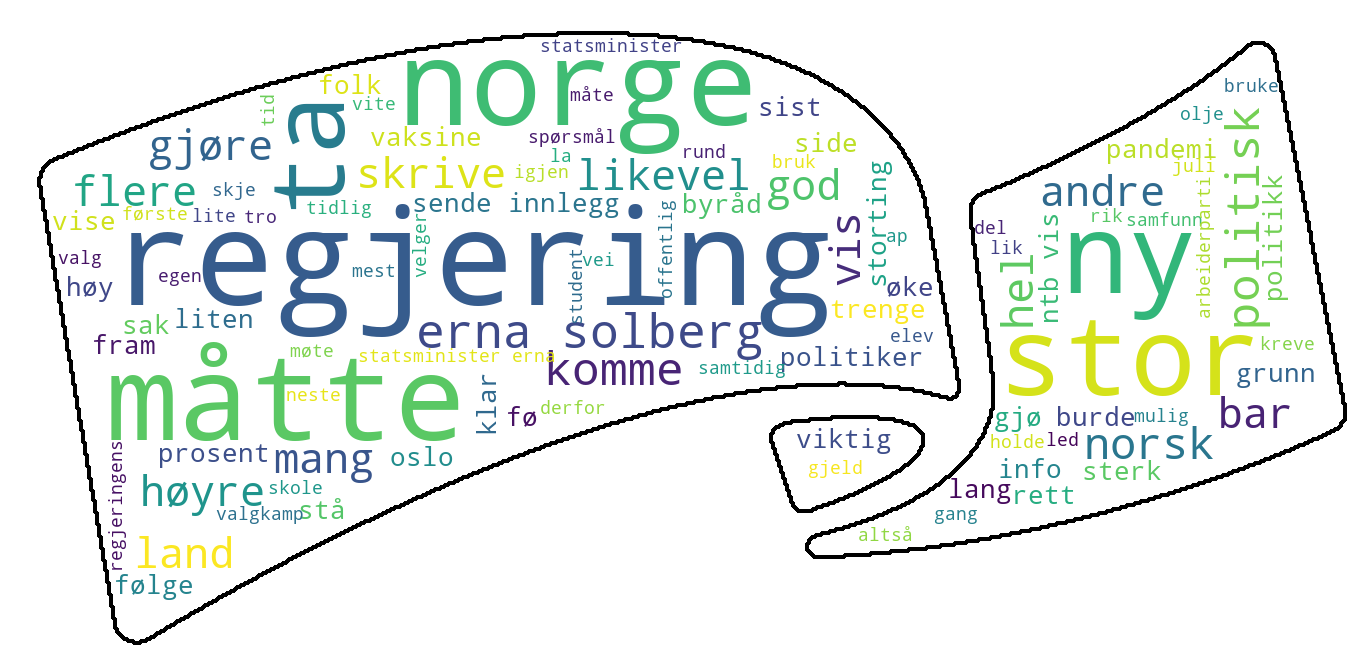 statsminister
norge
folk
vite
måte
sist
tid
ta
gjøre
vaksine
spørsmål
side
skrive
la
igjen
rund
bruk
likevel
god
flere
skje
tidlig
sende innlegg
byråd
storting
vise
første
lite
tro
velger
offentlig
vis
ap
valg
egen
regjering
mest
student
vei
høy
øke
sak
liten
erna solberg
trenge
elev
fram
møte
statsminister erna
komme
samtidig
politiker
måtte
neste
klar
fø
derfor
prosent
mang
oslo
regjeringens
høyre
skole
valgkamp
stå
land
følge
viktig
gjeld
bruke
olje
pandemi
juli
politisk
andre
rik
samfunn
arbeiderparti
politikk
del
lik
ntb vis
ny
hel
stor
kreve
grunn
gjø
burde
mulig
bar
holde
led
norsk
info
sterk
lang
rett
gang
altså